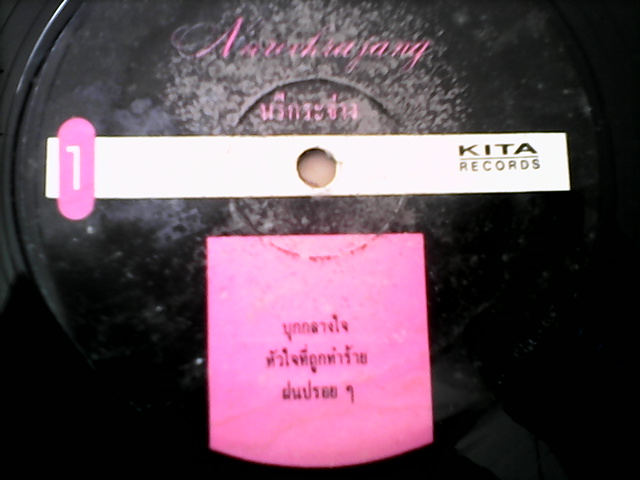 Nareekrajang
นรีกระจ่าง
1
KITA
RECORDS
บุกกลางใจ
หัวใจที่ถูกทำร้าย
ฝนปรอย ๆ